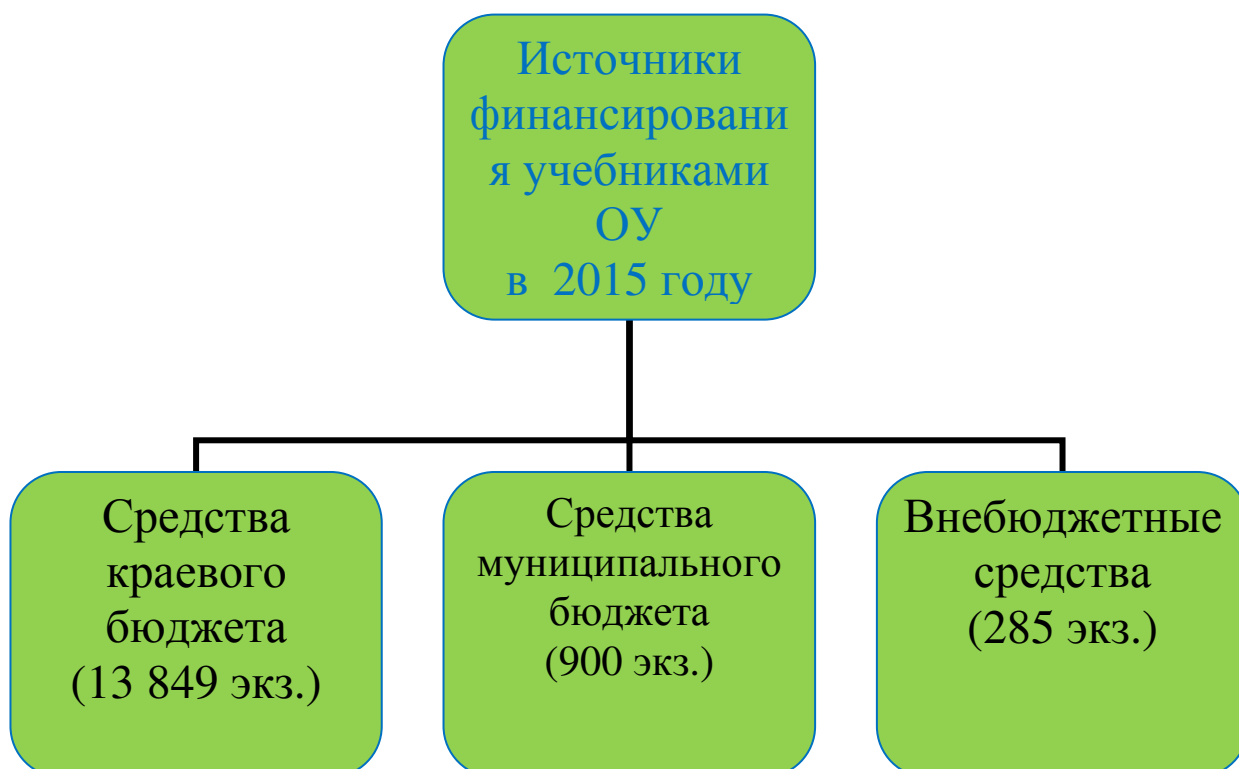 Источники
финансировани
я учебниками
ОУ
в  2015 году
Средства
краевого
бюджета
(13 849 экз.)
Средства
муниципального
бюджета
(900 экз.)
Внебюджетные
средства
(285 экз.)